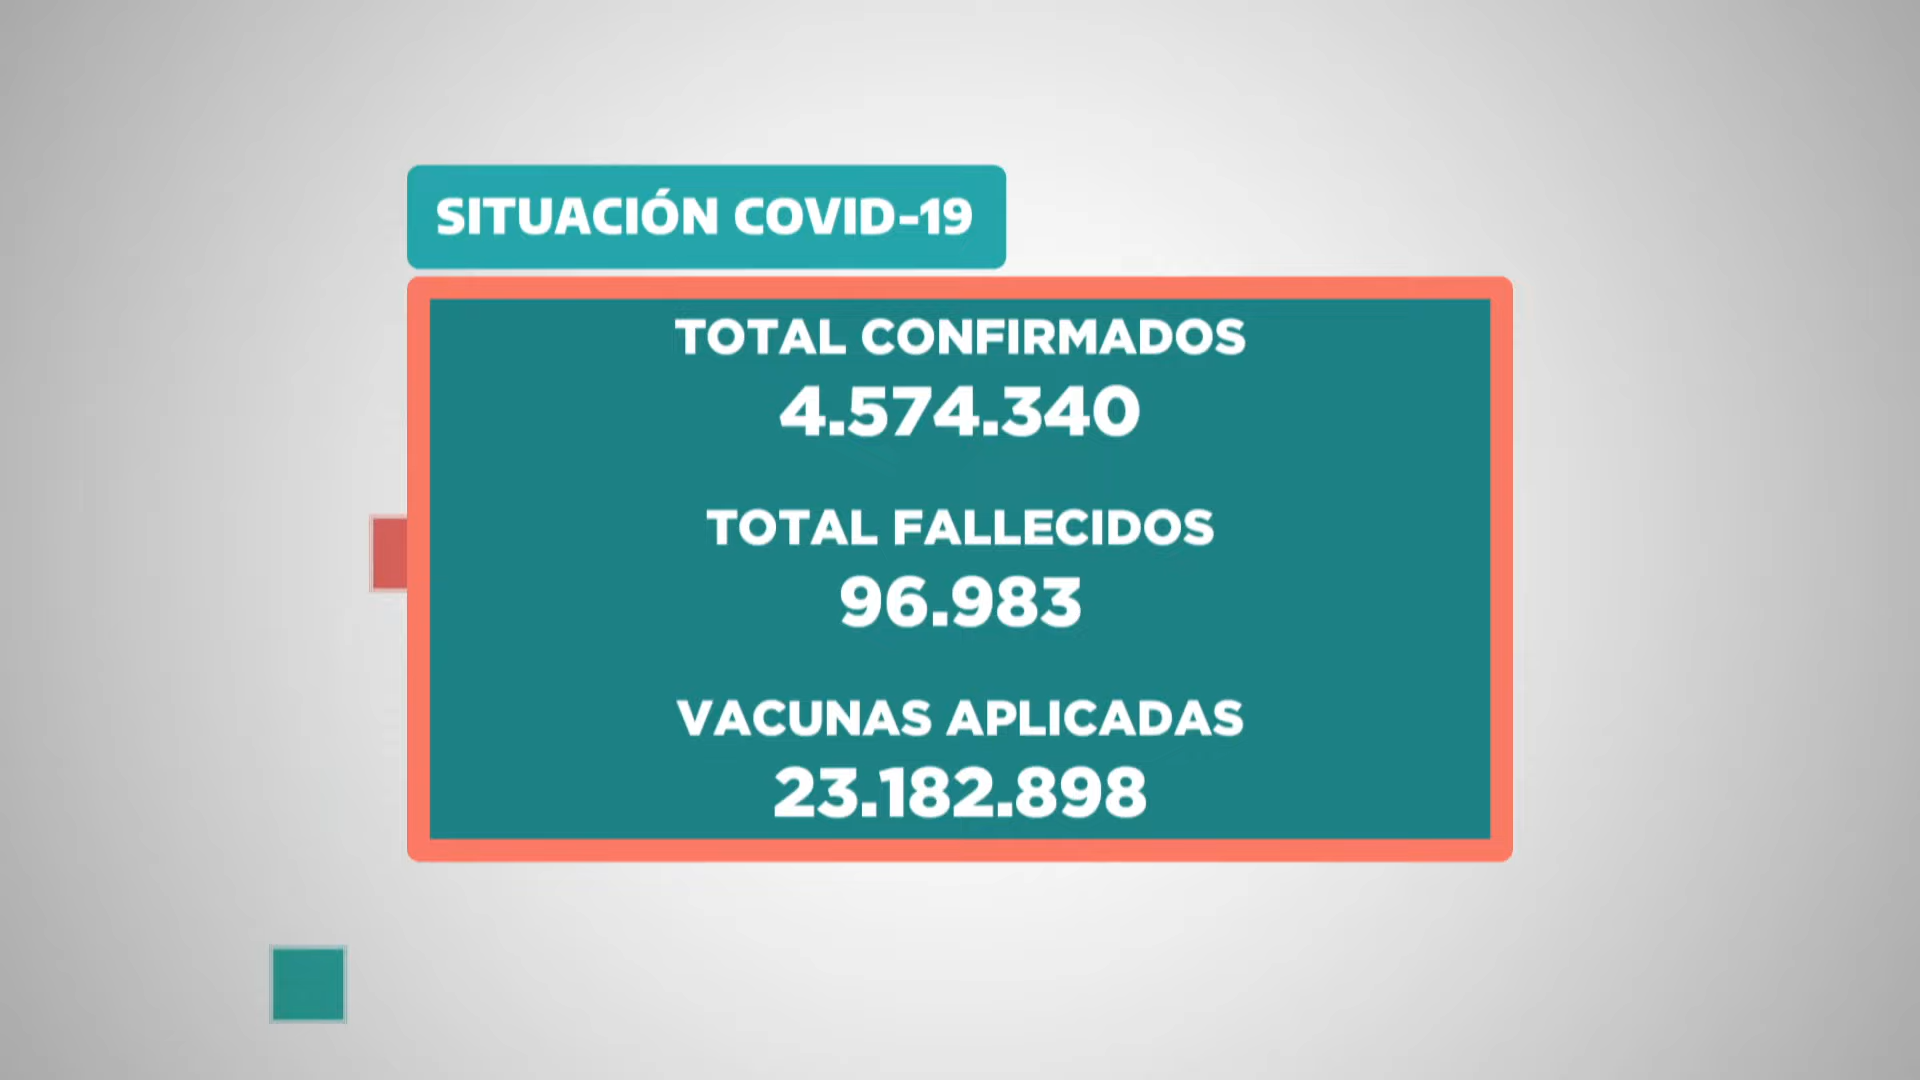 SITUACIÓN COVID-19
TOTAL CONFIRMADOS
4.574.340
TOTAL FALLECIDOS
96.983
VACUNAS APLICADAS
23.182.898